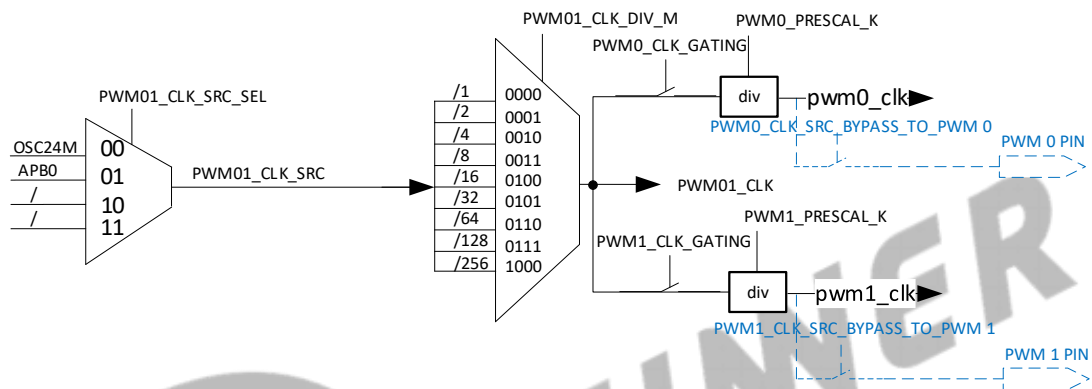 PWM01_CLK_DIV_M
PWM0_PRESCAL_K
PWM0_CLK_GATING
PWM01_CLK_SRC_SEL
OSC24M
APB0
/
/
00
01
10
11
PWM01_CLK_SRC
/1
/2
/4
/8
/16
/32
/64
/128
/256
0000
0001
0010
0011
0100
0101
0110
0111
1000
div
pwm0_clk
PWM0_CLK_SRC_BYPASS_TO_PWM 0
PWM 0 PIN
PWM01_CLK
PWM1_PRESCAL_K
PWM1_CLK_GATING
div
pwm1_clk
PWM1_CLK_SRC_BYPASS_TO_PWM 1
PWM 1 PIN